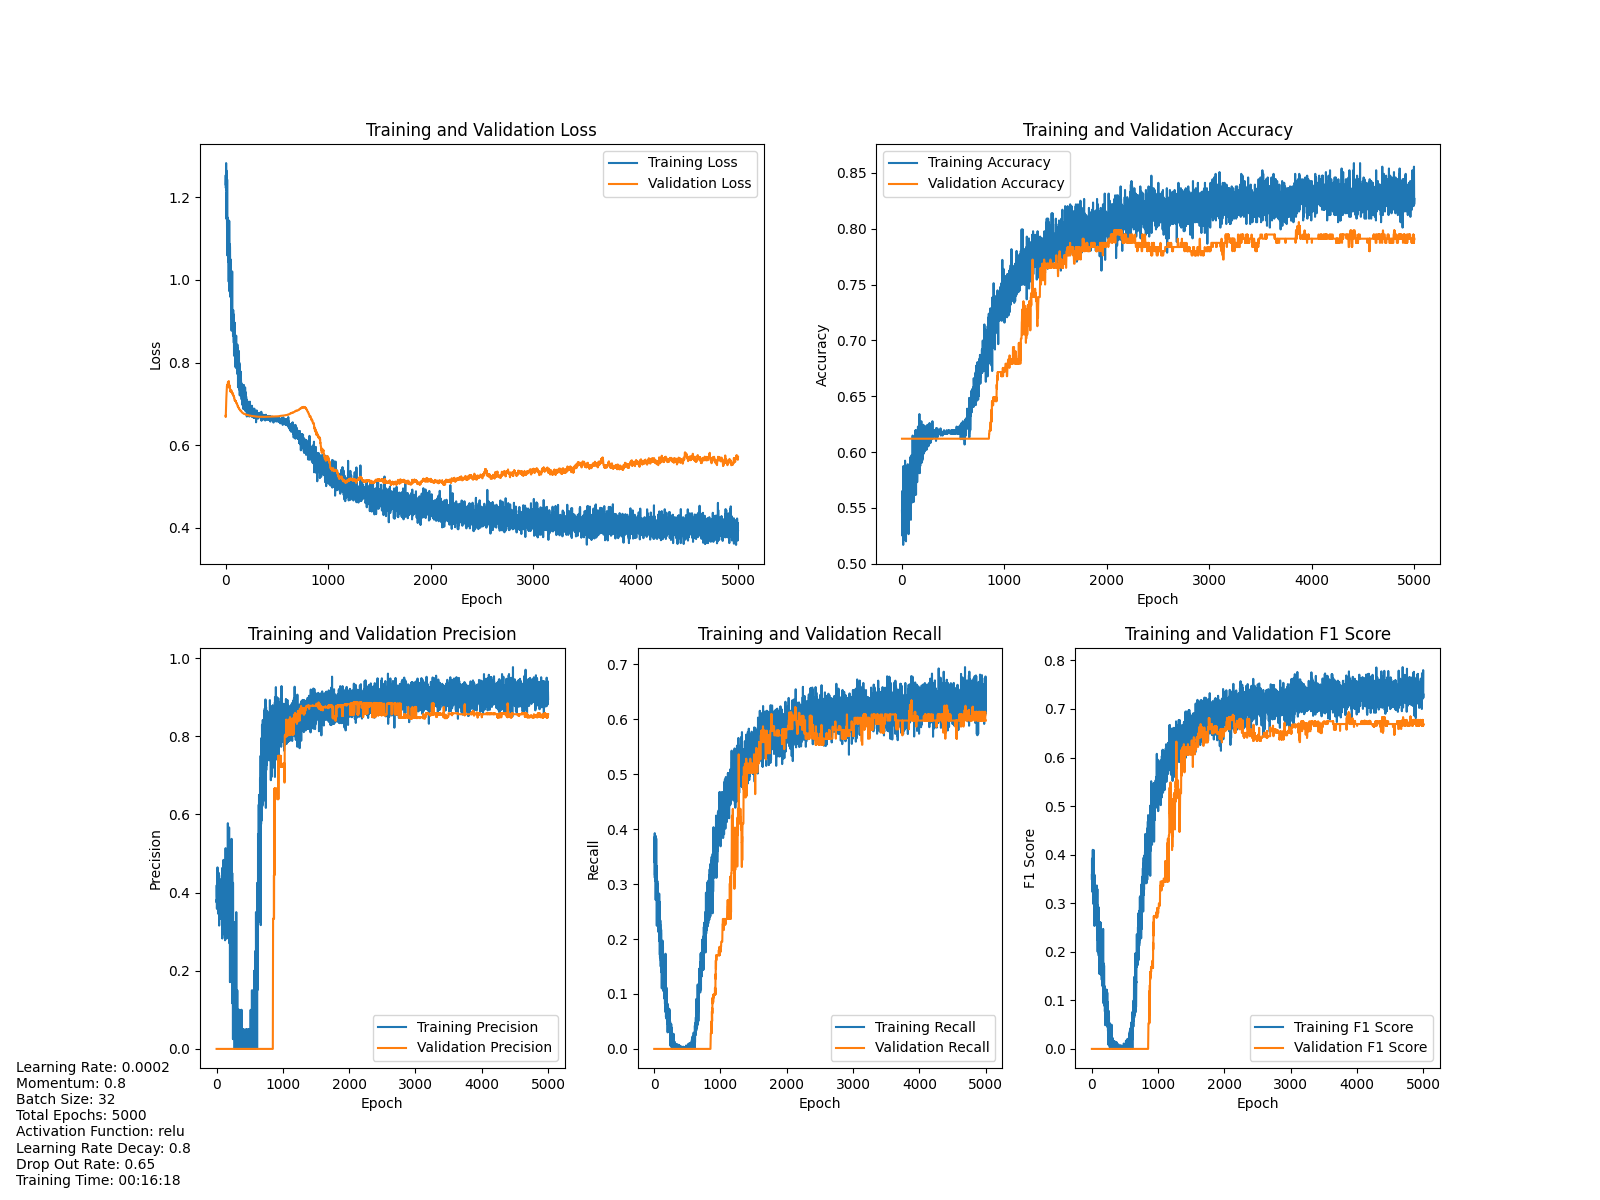 Training and Validation Loss
Training Loss
Validation Loss
1.2
1.0
0.8
0.6
0.4
Loss
0
1000
2000
3000
4000
5000
Epoch
Training and Validation Accuracy
Training Accuracy
Validation Accuracy
0.85
0.80
0.75
0.70
0.65
0.60
0.55
0.50
Accuracy
0
1000
2000
3000
4000
5000
Epoch
Training and Validation Precision
1.0
0.8
0.6
0.4
0.2
0.0
Precision
Training Precision
Validation Precision
0
1000
2000
3000
4000
5000
Epoch
Training and Validation Recall
0.7
0.6
0.5
0.4
0.3
0.2
0.1
0.0
Recall
Training Recall
Validation Recall
0
1000
2000
3000
4000
5000
Epoch
Training and Validation F1 Score
0.8
0.7
0.6
0.5
0.4
0.3
0.2
0.1
0.0
F1 Score
Training F1 Score
Validation F1 Score
0
1000
2000
3000
4000
5000
Epoch
Learning Rate: 0.0002
Momentum: 0.8
Batch Size: 32
Total Epochs: 5000
Activation Function: relu
Learning Rate Decay: 0.8
Drop Out Rate: 0.65
Training Time: 00:16:18